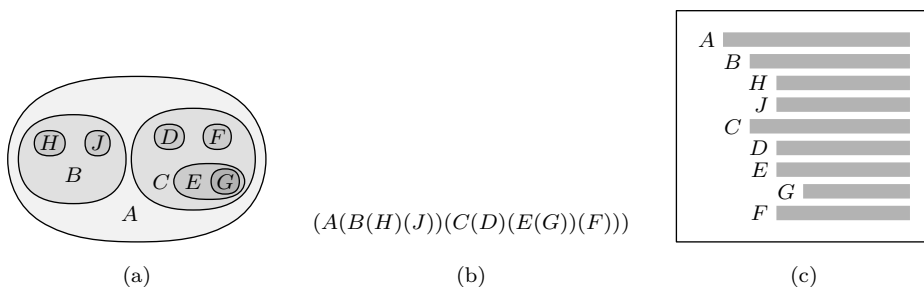 H
J
D
F
B
C
E
G
A
(A(B(H)(J))(C(D)(E(G))(F)))
A
B
H
J
C
D
E
G
F
(a)
(b)
(c)